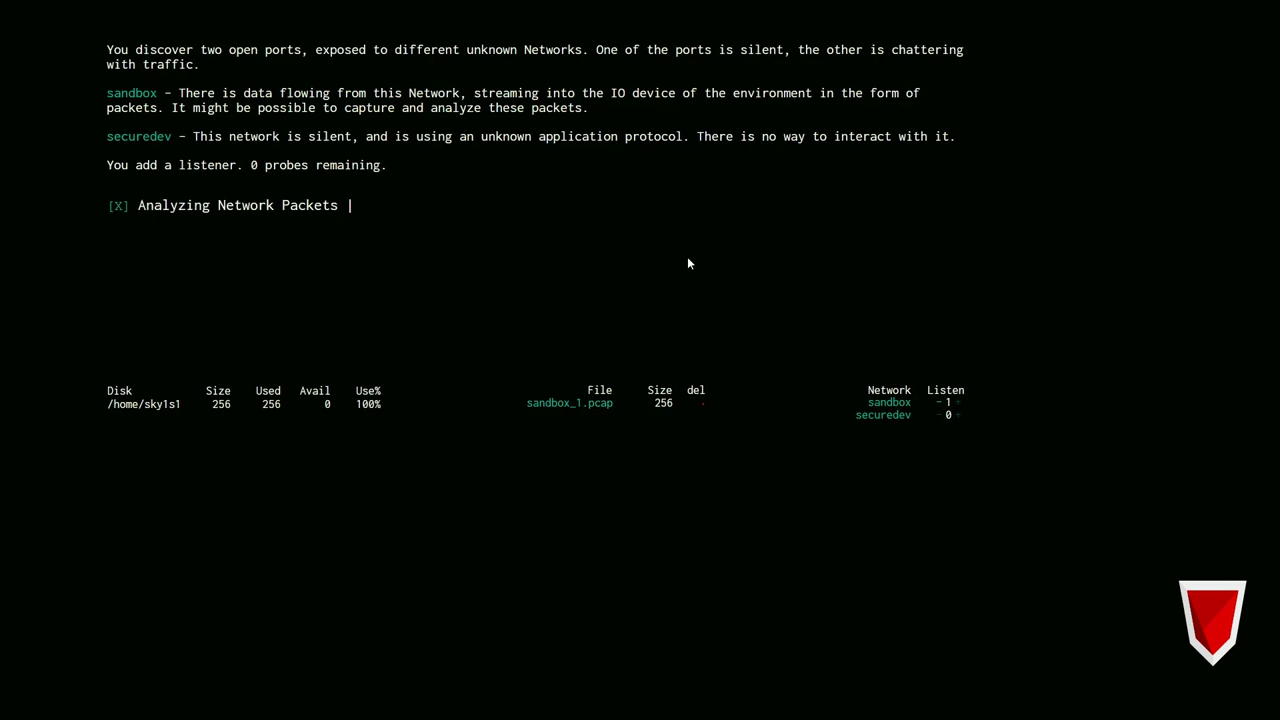 You discover two open ports, exposed to different unknown Networks. One of the ports is silent, the other is chattering
with traffic.
sandbox – There is data flowing from this Network, streaming into the IO device of the environment in the form of
packets. It might be possible to capture and analyze these packets.
securedev – This network is silent, and is using an unknown application protocol. There is no way to interact with it.
You add a listener. 0 probes remaining.
[X] Analyzing Network Packets |
Disk Size Used Avail Use%
/home/sky1s1 256 256 0 100%
File Size del
sandbox_1.pcap 256 .
Network Listen
sandbox - 1 +
securedev - 0 +